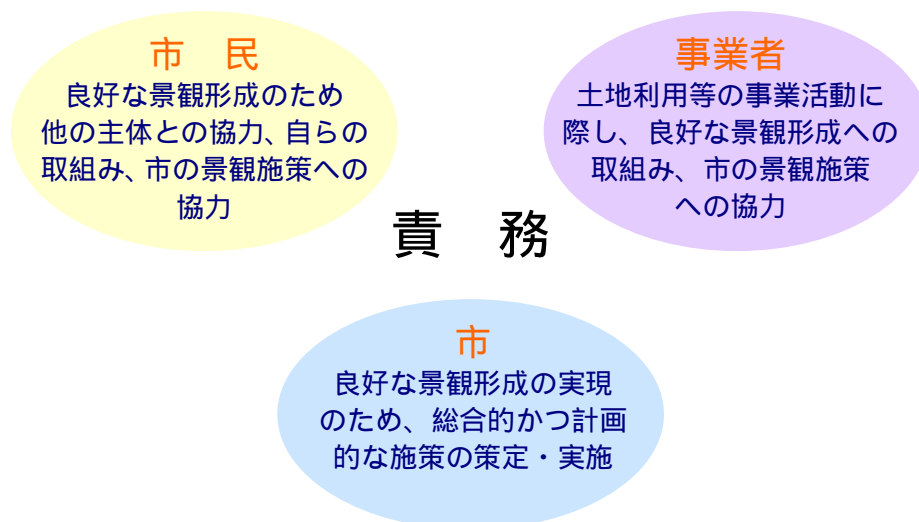 市　民
良好な景観形成のため
他の主体との協力、自らの
取組み、市の景観施策への
協力
事業者
土地利用等の事業活動に
際し、良好な景観形成への
取組み、市の景観施策
への協力
責　務
市
良好な景観形成の実現
のため、総合的かつ計画
的な施策の策定・実施